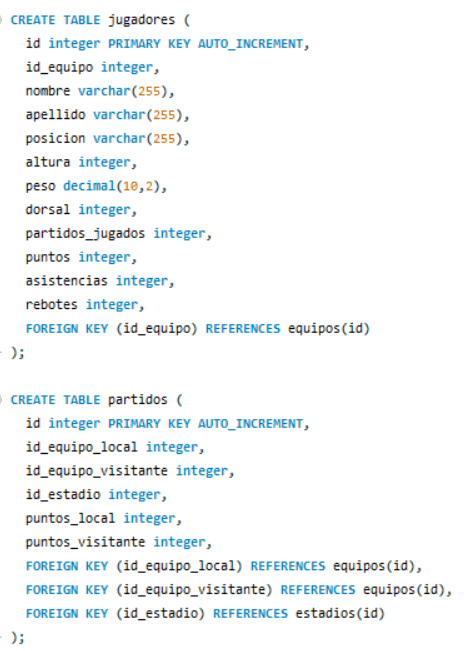 CREATE TABLE jugadores (
id integer PRIMARY KEY AUTO_INCREMENT,
id_equipo integer,
nombre varchar(255),
apellido varchar(255),
posicion varchar(255),
altura integer,
peso decimal(10,2),
dorsal integer,
partidos_jugados integer,
puntos integer,
asistencias integer,
rebotes integer,
FOREIGN KEY (id_equipo) REFERENCES equipos(id)
);
CREATE TABLE partidos (
id integer PRIMARY KEY AUTO_INCREMENT,
id_equipo_local integer,
id_equipo_visitante integer,
id_estadio integer,
puntos_local integer,
puntos_visitante integer,
FOREIGN KEY (id_equipo_local) REFERENCES equipos(id),
FOREIGN KEY (id_equipo_visitante) REFERENCES equipos(id),
FOREIGN KEY (id_estadio) REFERENCES estadios(id)
);